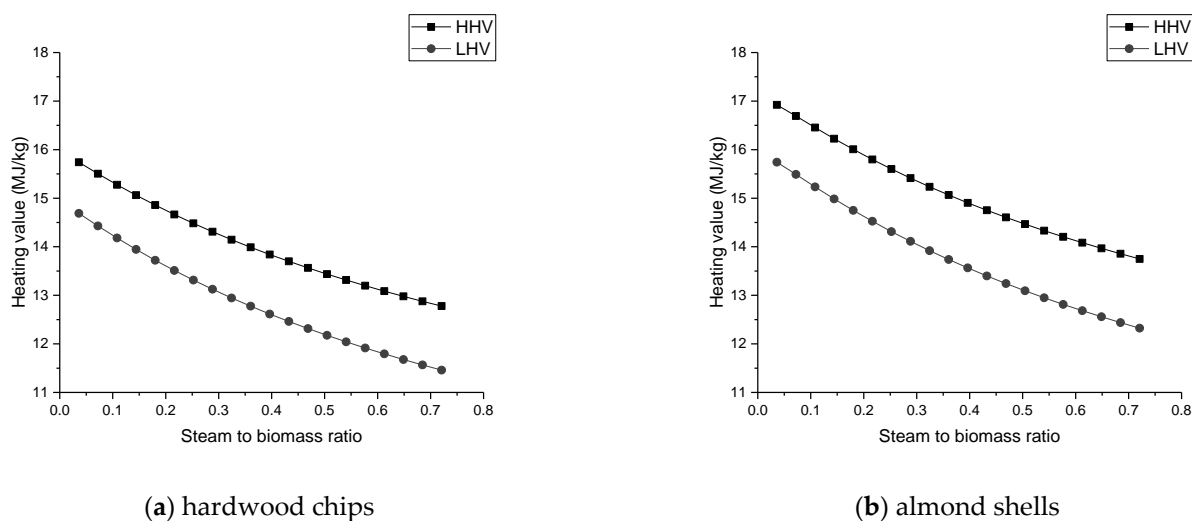 HHV
LHV
18
17
16
15
14
13
12
11
Heating value (MJ/kg)
0.0 0.1 0.2 0.3 0.4 0.5 0.6 0.7 0.8
Steam to biomass ratio
(a) hardwood chips
HHV
LHV
18
17
16
15
14
13
12
11
Heating value (MJ/kg)
0.0 0.1 0.2 0.3 0.4 0.5 0.6 0.7 0.8
Steam to biomass ratio
(b) almond shells